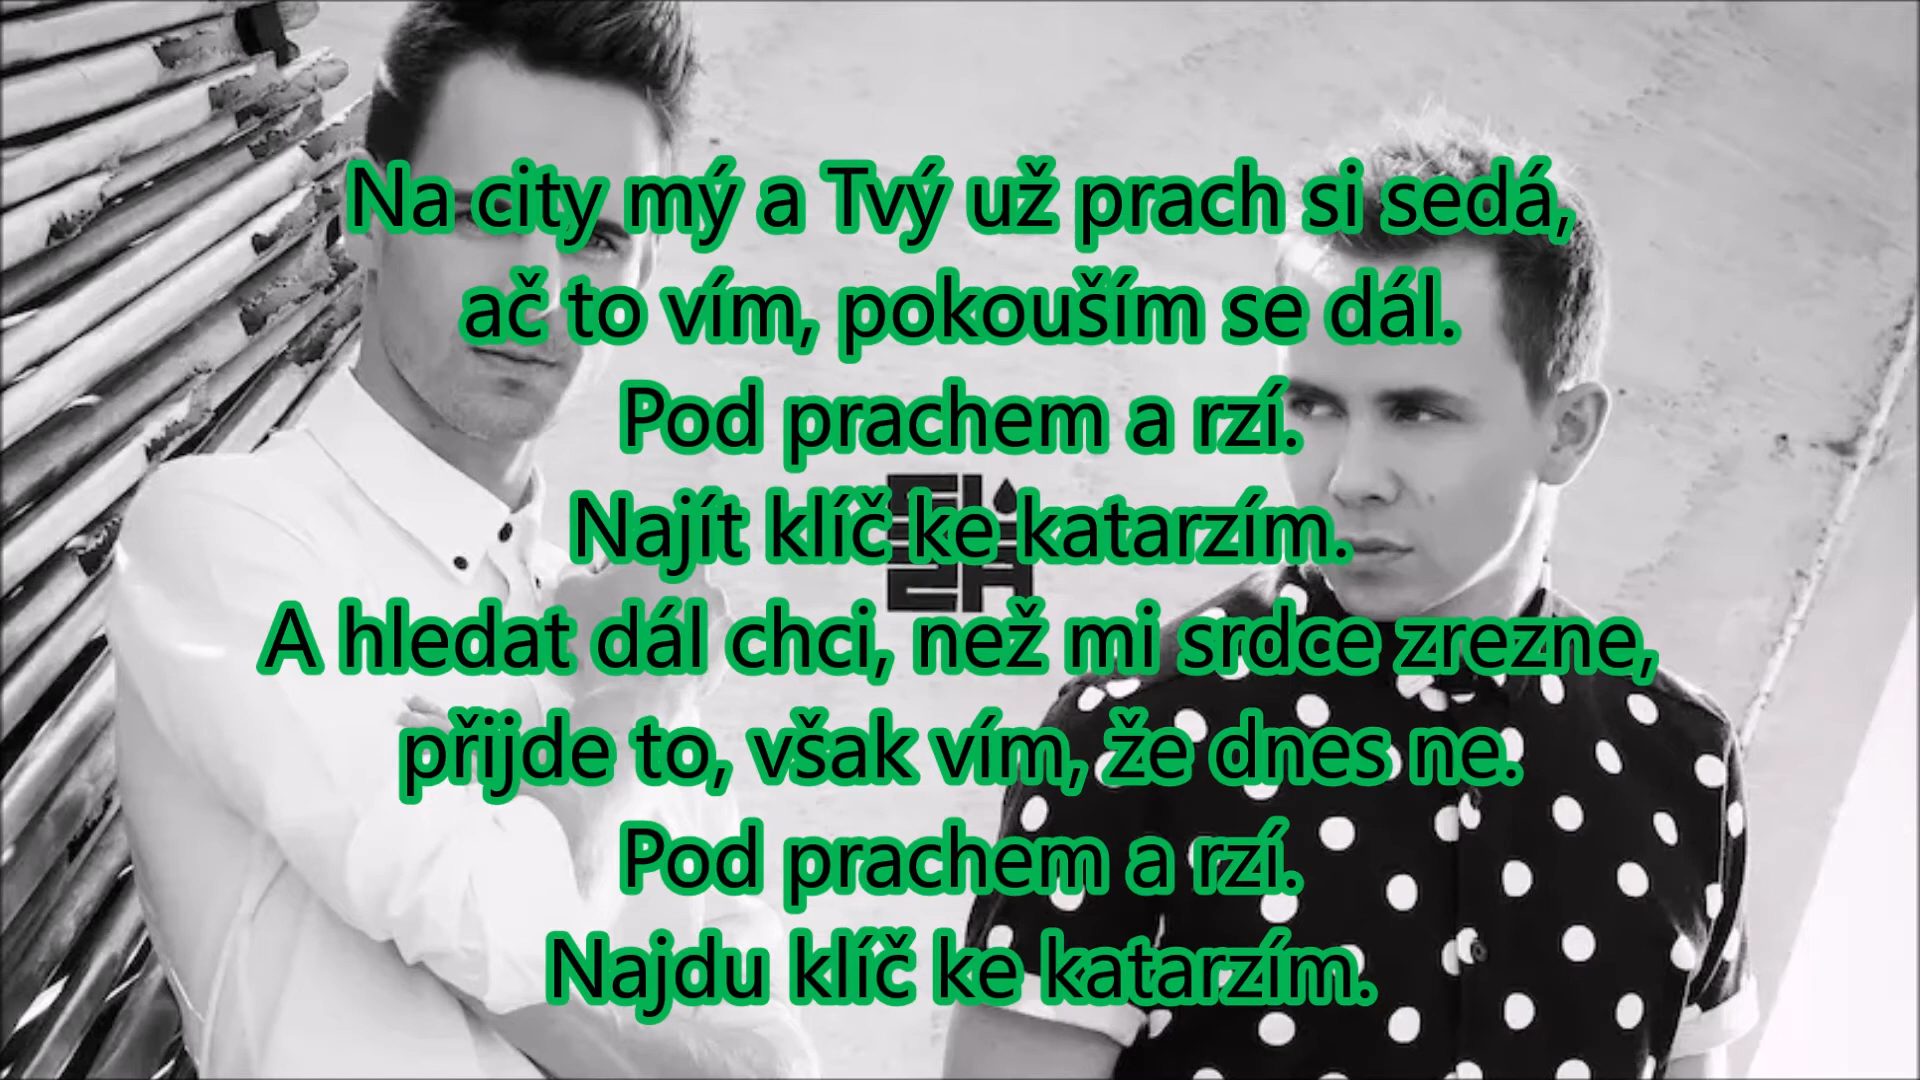 Na city mý a Tvý už prach si sedá,
ač to vím, pokouším se dál.
Pod prachem a rzí.
Najít klíč ke katarzím.
A hledat dál chci, než mi srdce zrezne,
přijde to, však vím, že dnes ne.
Pod prachem a rzí.
Najdu klíč ke katarzím.